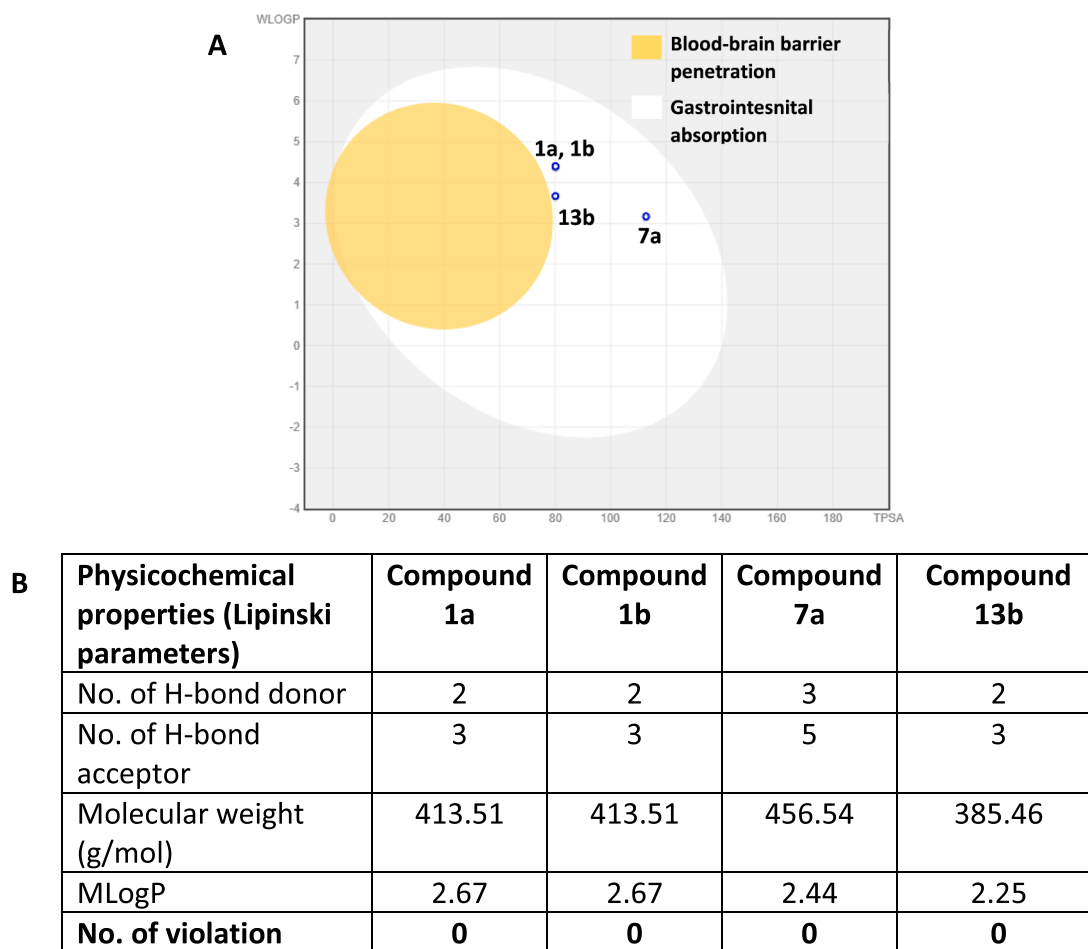 A
WLOGP
7
6
5
4
3
2
1
0
-1
-2
-3
-4
0
20
40
60
80
100
120
140
160
180
TPSA
Blood-brain barrier
penetration
Gastrointesnital
absorption
1a, 1b
13b
7a
B
Physicochemical
properties (Lipinski
parameters)
Compound
1a
Compound
1b
Compound
7a
Compound
13b
No. of H-bond donor
2
2
3
2
No. of H-bond
acceptor
3
3
5
3
Molecular weight
(g/mol)
413.51
413.51
456.54
385.46
MLogP
2.67
2.67
2.44
2.25
No. of violation
0
0
0
0